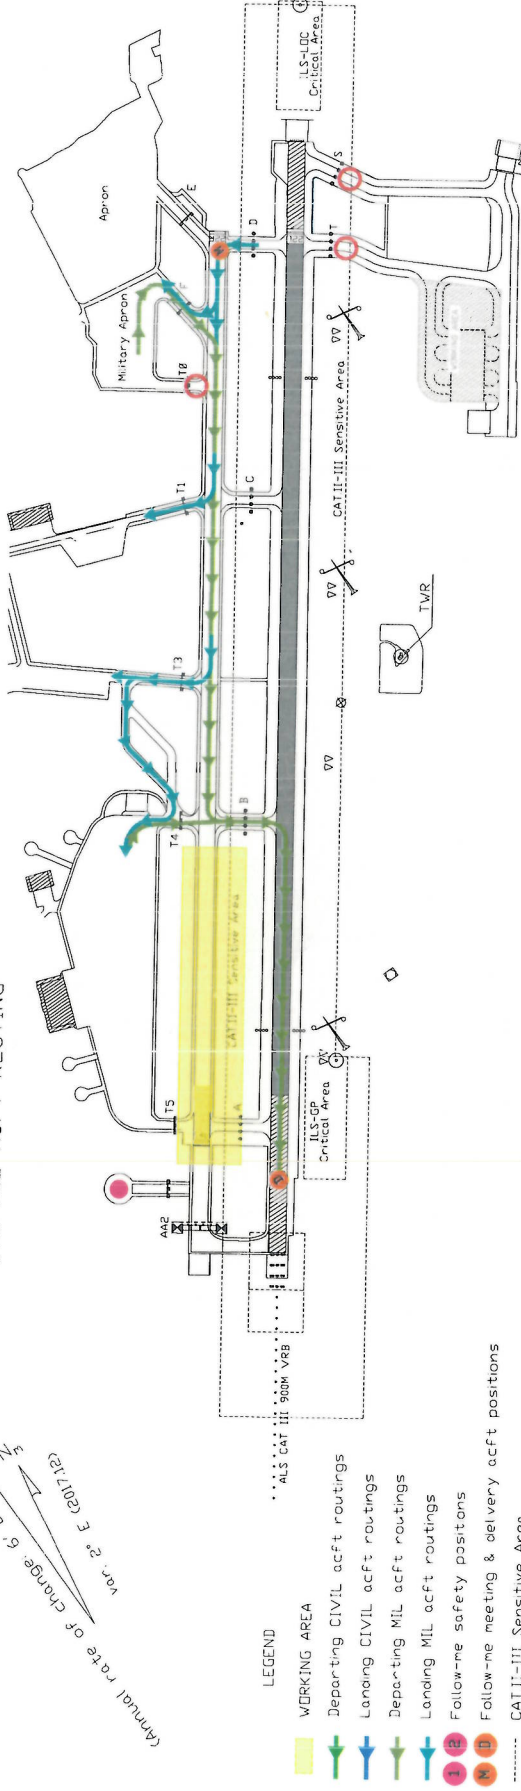 ILS-LOC
Critical Area
Apron
E
S
D
T
Military Apron
F
T0
CAT II-III Sensitive Area
T1
C
T3
TWR
T4
B
CAT II-III Sensitive Area
T5
A
ILS-GP
Critical Area
AA2
ALS CAT III 900M VRB
(Annual rate of change: 6'
var. 2° E (2017.12)
LEGEND
WORKING AREA
Departing CIVIL acft routings
Landing CIVIL acft routings
Departing MIL acft routings
Landing MIL acft routings
1 2 Follow-me safety positons
M D Follow-me meeting & delivery acft positions
CAT II-III Sensitive Area